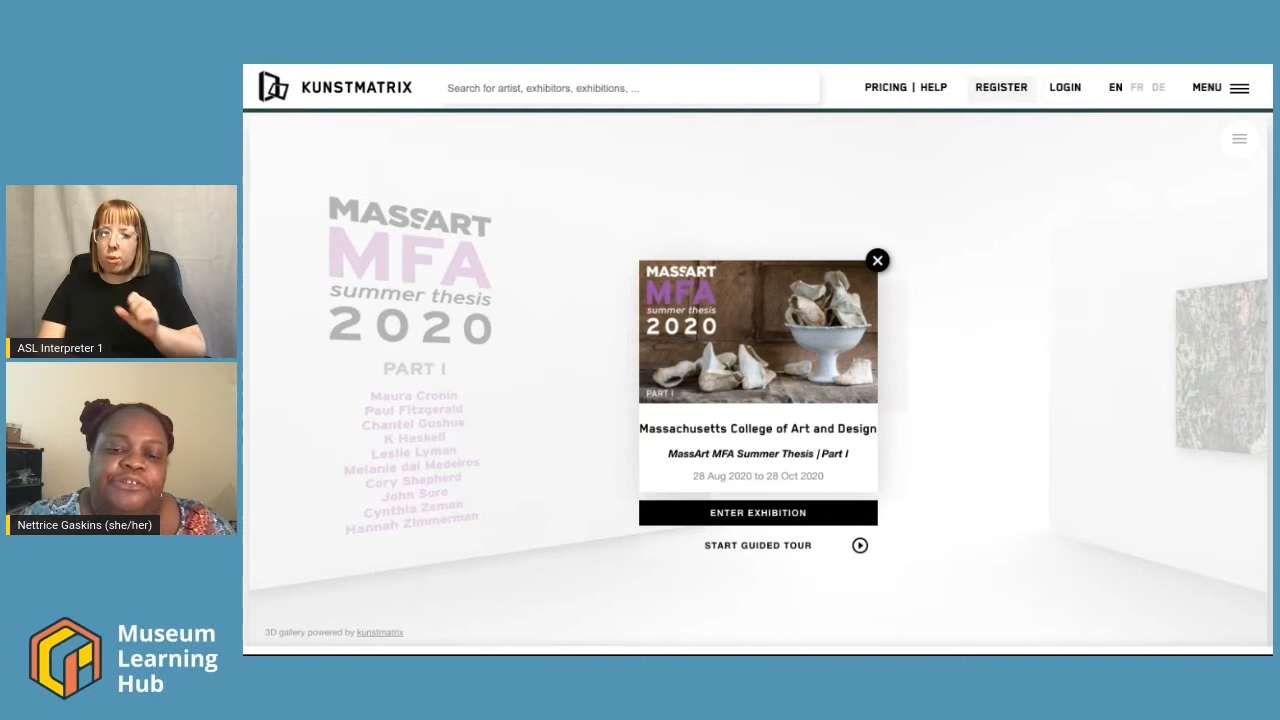 KUNSTMATRIX
Search for artist, exhibitors, exhibitions, ...
PRICING | HELP
REGISTER
LOGIN
EN FR DE
MENU
MASSART
MFA
summer thesis
2020
PART I
Maura Cronin
Paul Fitzgerald
Chantel Gushue
K Haskell
Leslie Lyman
Melanie dai Medeiros
Cory Shepherd
John Suro
Cynthia Zeman
Hannah Zimmerman
MASSART
MFA
summer thesis
2020
PART I
Massachusetts College of Art and Design
MassArt MFA Summer Thesis | Part I
28 Aug 2020 to 28 Oct 2020
ENTER EXHIBITION
START GUIDED TOUR
3D gallery powered by kunstmatrix
ASL Interpreter 1
Nettrice Gaskins (she/her)
Museum
Learning
Hub